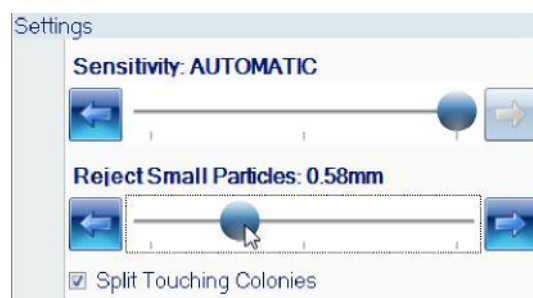 Settings
Sensitivity: AUTOMATIC
Reject Small Particles: 0.58mm
Split Touching Colonies